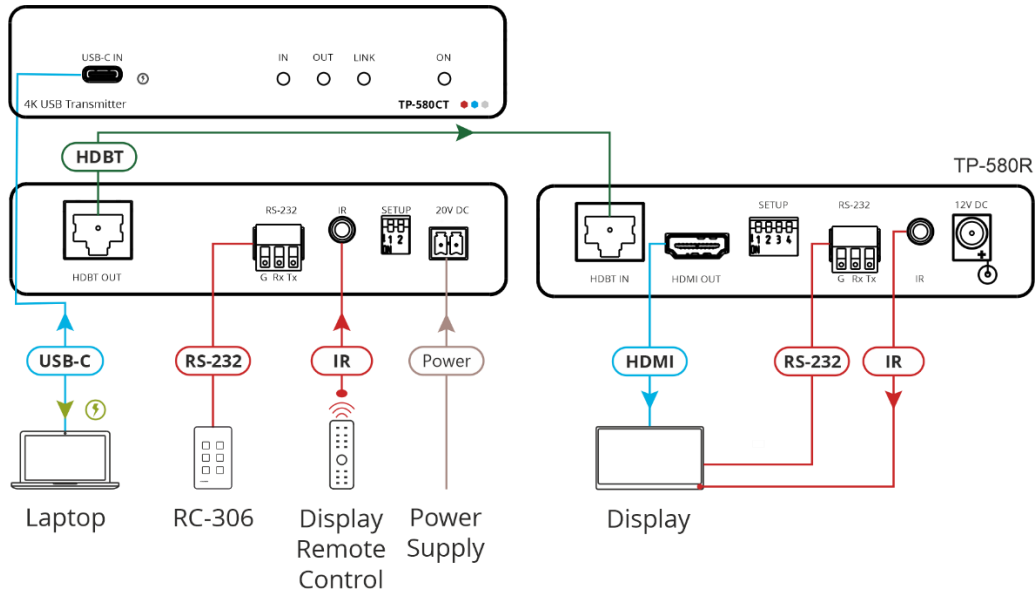 USB-C IN
IN OUT LINK ON
4K USB Transmitter
TP-580CT
HDBT
TP-580R
RS-232 IR SETUP 20V DC
1 2
ON
G Rx Tx
HDBT OUT
SETUP RS-232 12V DC
1 2 3 4
ON
G Rx Tx
HDBT IN HDMI OUT IR
+
USB-C RS-232 IR Power
HDMI RS-232 IR
Laptop
RC-306
Display
Remote
Control
Power
Supply
Display